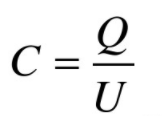 C = Q/U